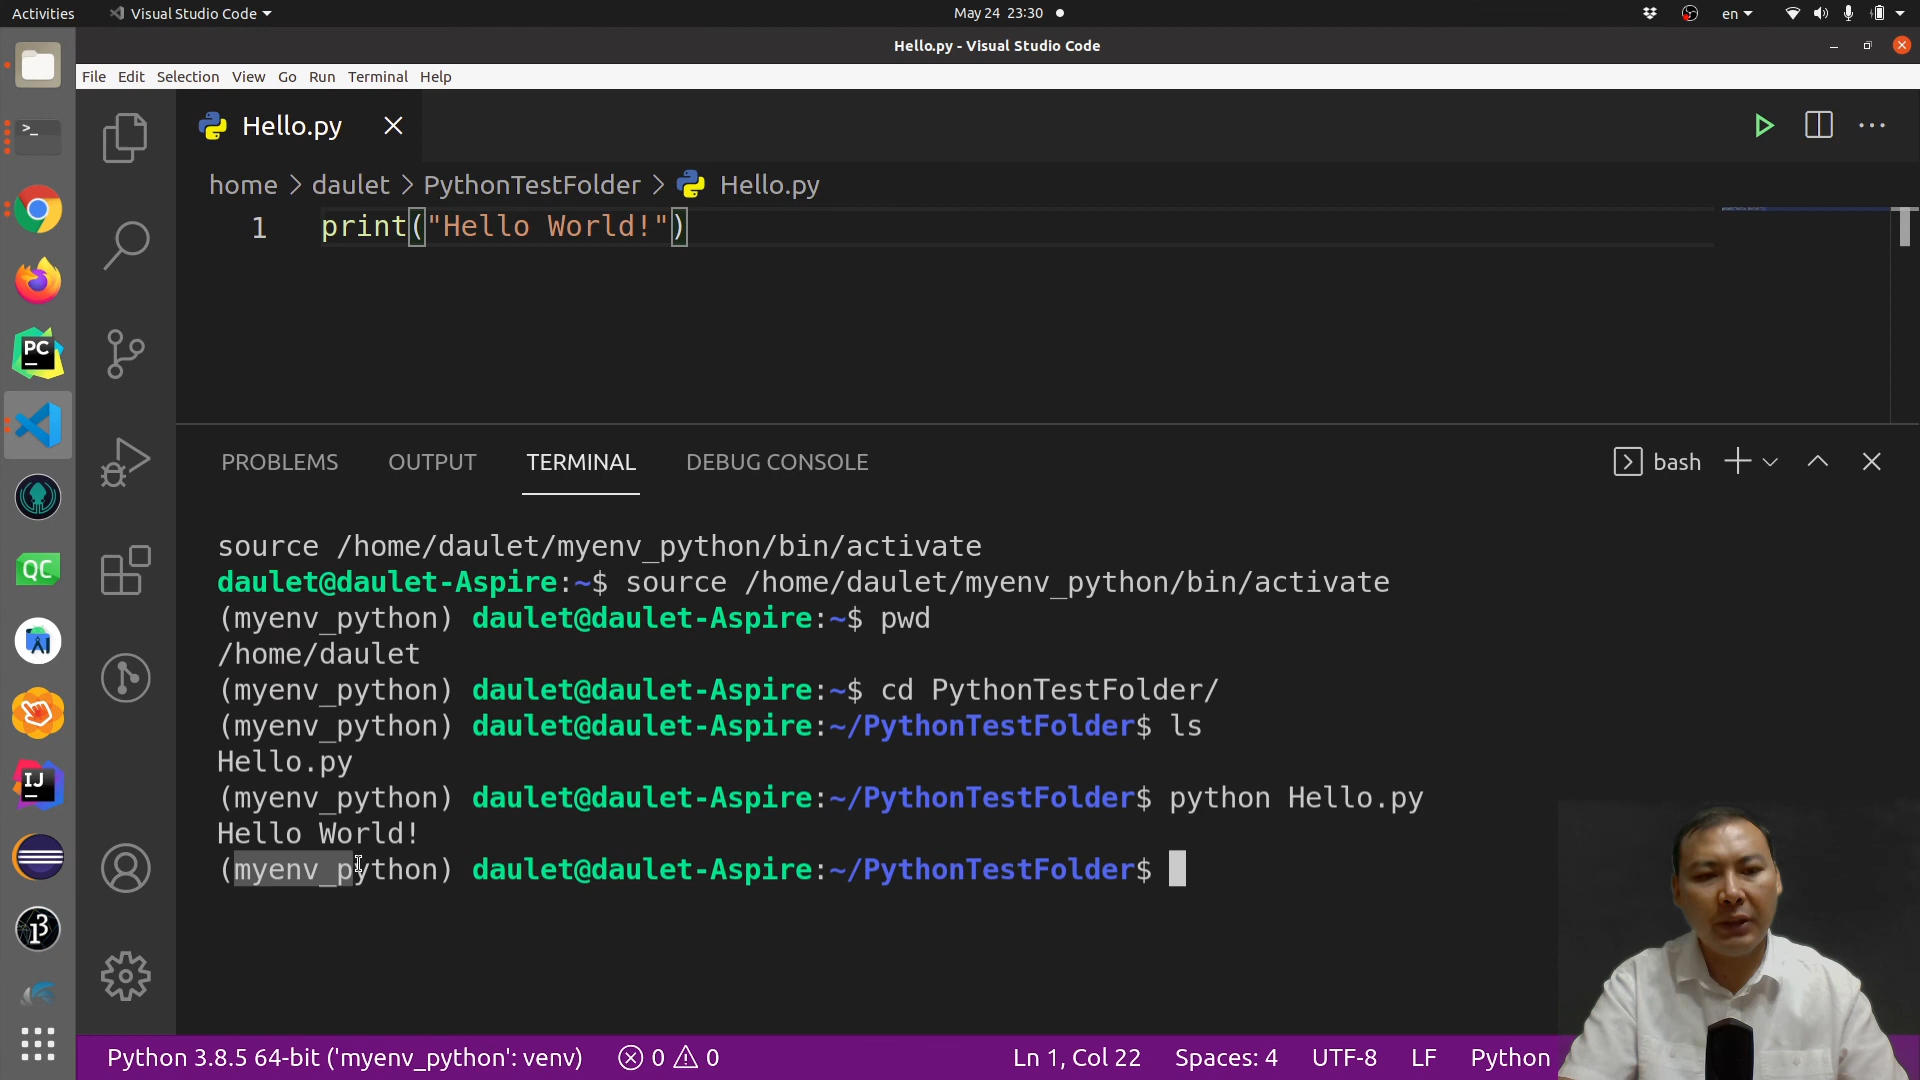 Activities Visual Studio Code May 24 23:30 en
Hello.py - Visual Studio Code
File Edit Selection View Go Run Terminal Help
Hello.py
home > daulet > PythonTestFolder > Hello.py
1 print("Hello World!")
PROBLEMS OUTPUT TERMINAL DEBUG CONSOLE bash
source /home/daulet/myenv_python/bin/activate
daulet@daulet-Aspire:~$ source /home/daulet/myenv_python/bin/activate
(myenv_python) daulet@daulet-Aspire:~$ pwd
/home/daulet
(myenv_python) daulet@daulet-Aspire:~$ cd PythonTestFolder/
(myenv_python) daulet@daulet-Aspire:~/PythonTestFolder$ ls
Hello.py
(myenv_python) daulet@daulet-Aspire:~/PythonTestFolder$ python Hello.py
Hello World!
(myenv_python) daulet@daulet-Aspire:~/PythonTestFolder$
PC
QC
IJ
Python 3.8.5 64-bit ('myenv_python': venv) 0 0 Ln 1, Col 22 Spaces: 4 UTF-8 LF Python